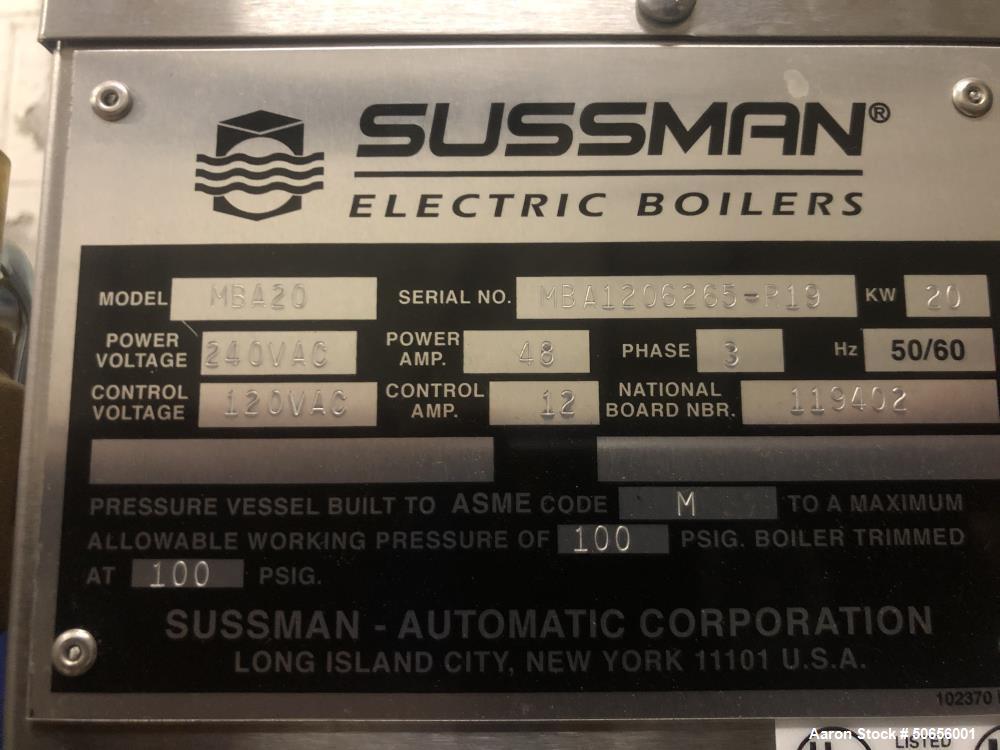 SUSSMAN®
ELECTRIC BOILERS
MODEL MBA20 SERIAL NO. MBA1206265-P19 KW 20
POWER VOLTAGE 240VAC POWER AMP. 48 PHASE 3 Hz 50/60
CONTROL VOLTAGE 120VAC CONTROL AMP. 12 NATIONAL BOARD NBR. 119402
PRESSURE VESSEL BUILT TO ASME CODE M TO A MAXIMUM
ALLOWABLE WORKING PRESSURE OF 100 PSIG. BOILER TRIMMED
AT 100 PSIG.
SUSSMAN - AUTOMATIC CORPORATION
LONG ISLAND CITY, NEW YORK 11101 U.S.A.
102370
LISTED
Aaron Stock # 50656001